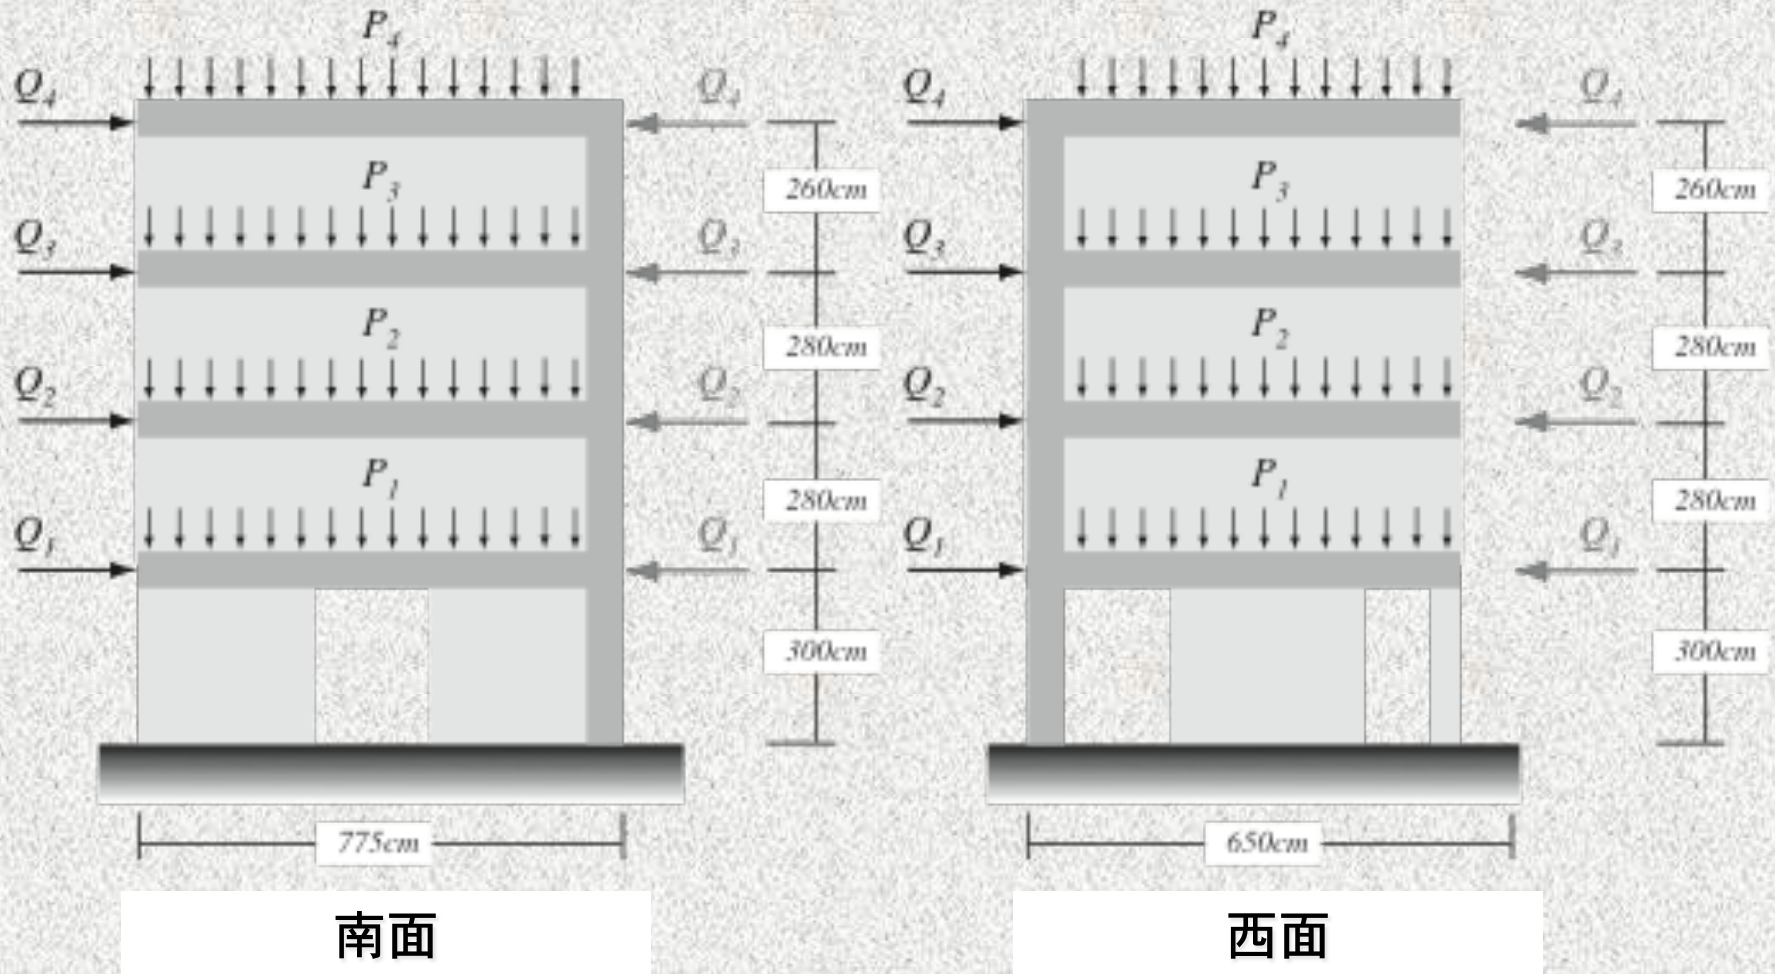 P4
Q4
Q4
P3
260cm
Q3
Q3
P2
280cm
Q2
Q2
P1
280cm
Q1
Q1
300cm
775cm
南面
P4
Q4
Q4
P3
260cm
Q3
Q3
P2
280cm
Q2
Q2
P1
280cm
Q1
Q1
300cm
650cm
西面